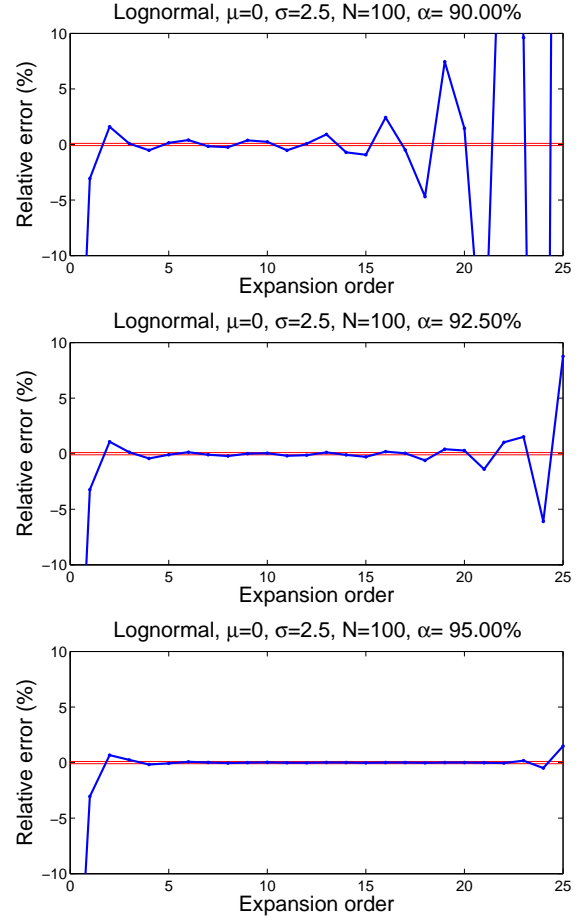 Lognormal, μ=0, σ=2.5, N=100, α= 90.00%
10
5
0
−5
−10
Relative error (%)
0 5 10 15 20 25
Expansion order
Lognormal, μ=0, σ=2.5, N=100, α= 92.50%
10
5
0
−5
−10
Relative error (%)
0 5 10 15 20 25
Expansion order
Lognormal, μ=0, σ=2.5, N=100, α= 95.00%
10
5
0
−5
−10
Relative error (%)
0 5 10 15 20 25
Expansion order